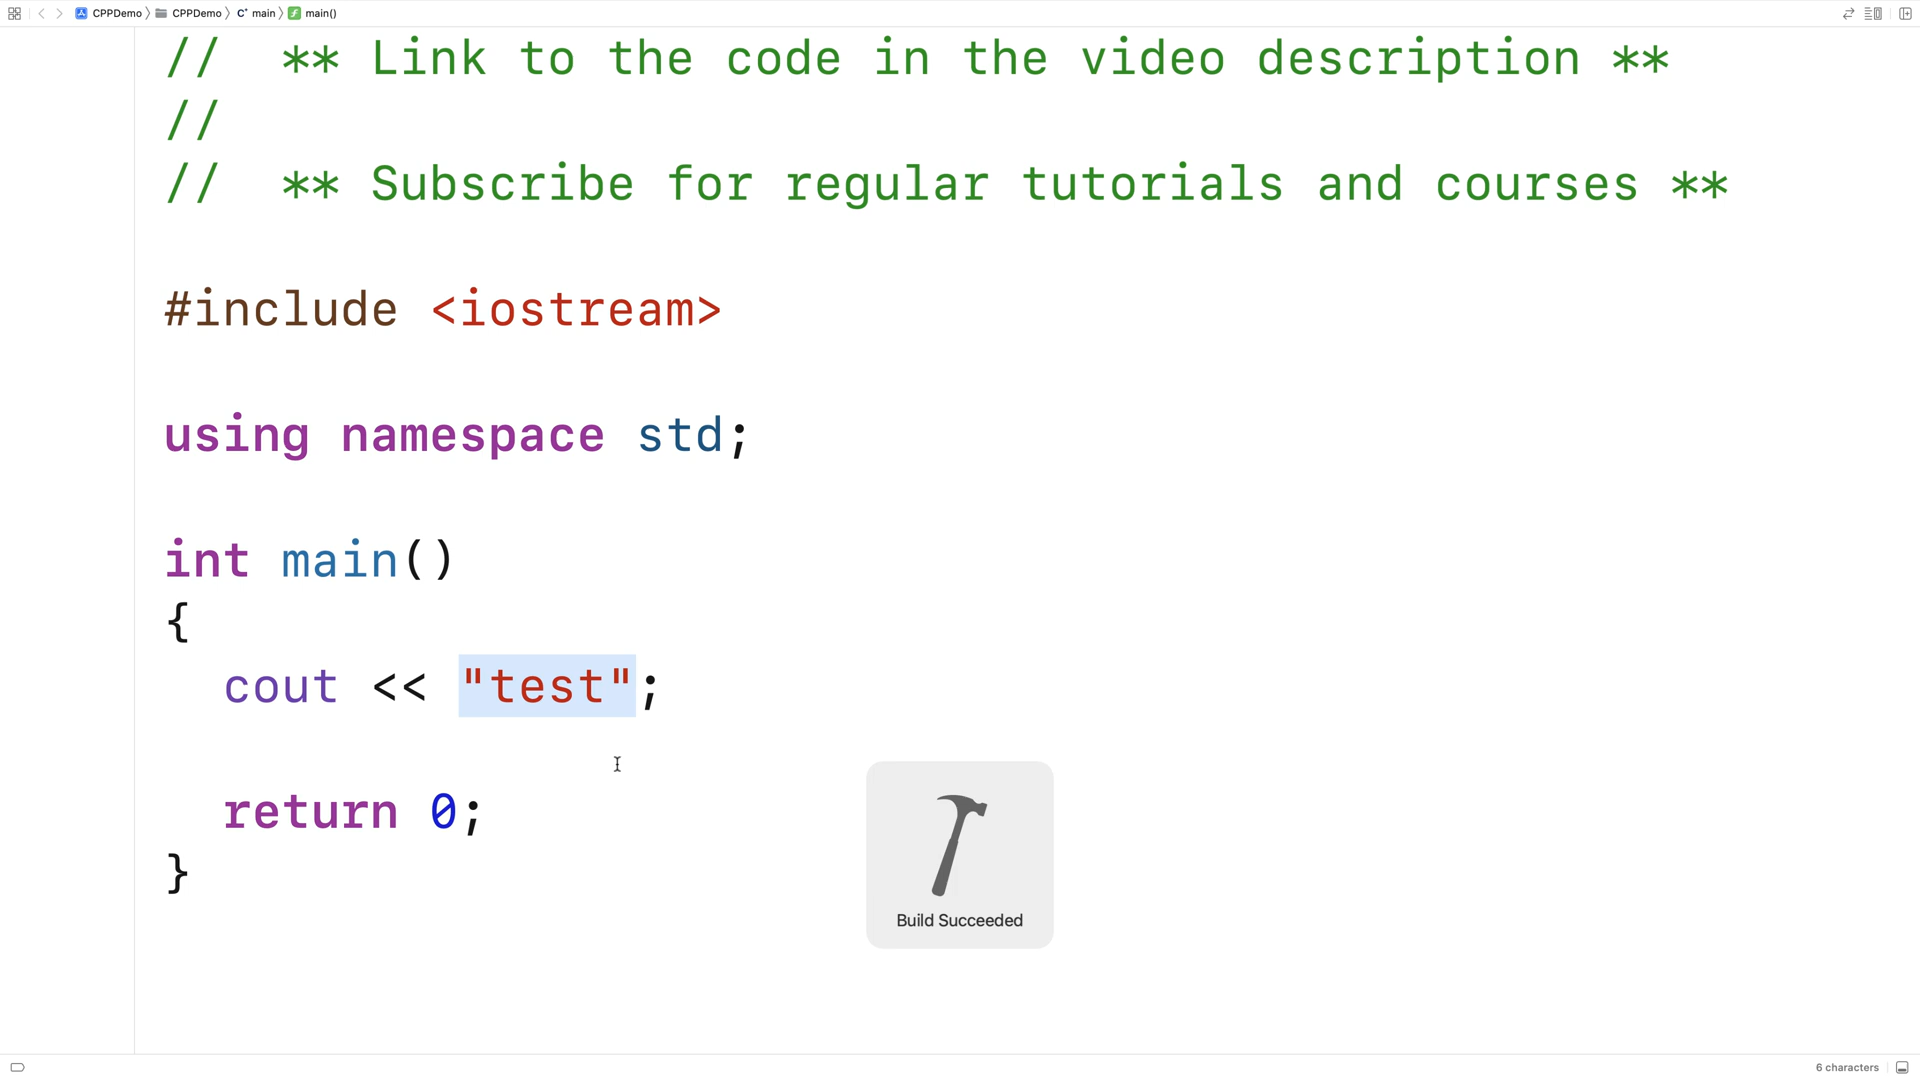 CPPDemo 〉 CPPDemo 〉 C+ main 〉 f main()
//  ** Link to the code in the video description **
//
//  ** Subscribe for regular tutorials and courses **
#include <iostream>
using namespace std;
int main()
{
  cout << "test";
  return 0;
}
Build Succeeded
6 characters